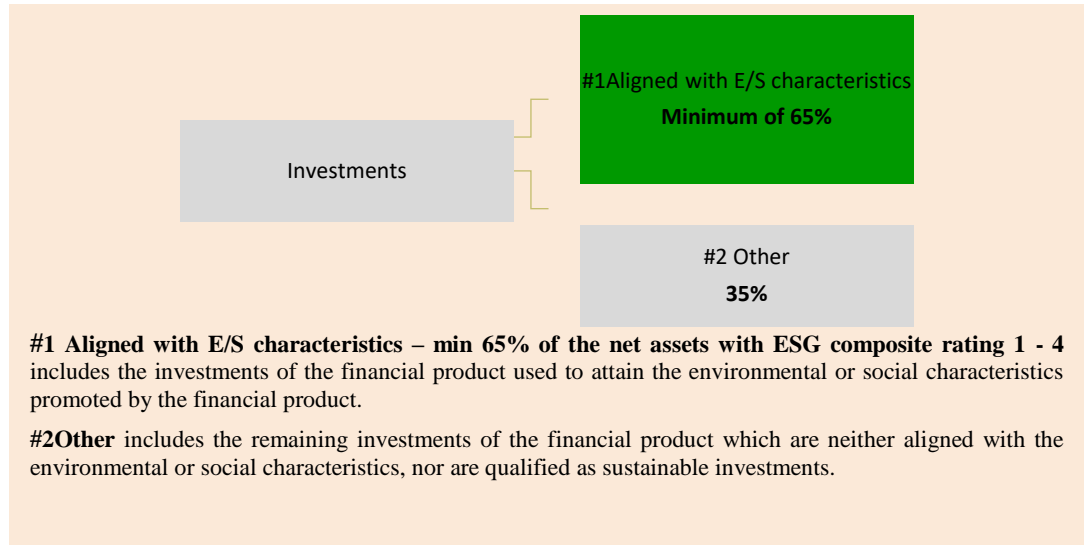 #1Aligned with E/S characteristics
Minimum of 65%
Investments
#2 Other
35%
#1 Aligned with E/S characteristics – min 65% of the net assets with ESG composite rating 1 - 4
includes the investments of the financial product used to attain the environmental or social characteristics
promoted by the financial product.
#2Other includes the remaining investments of the financial product which are neither aligned with the
environmental or social characteristics, nor are qualified as sustainable investments.